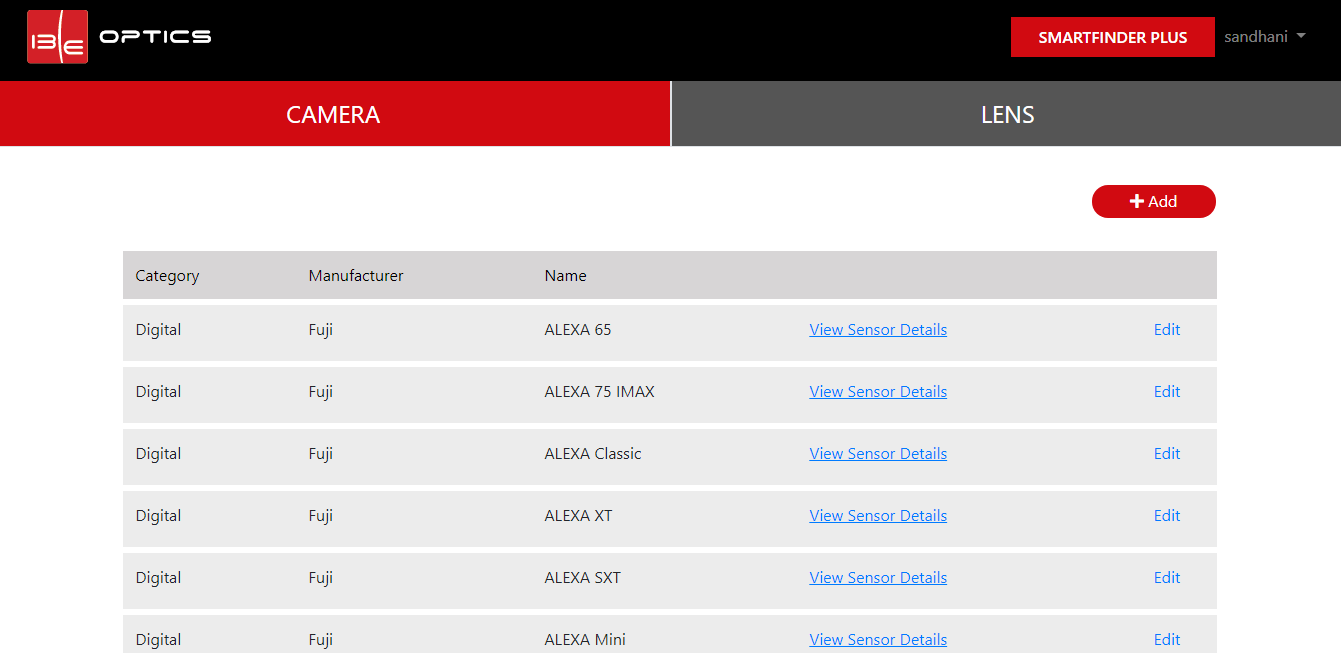 IBE OPTICS
SMARTFINDER PLUS sandhani
CAMERA LENS
Add
Category Manufacturer Name
Digital Fuji ALEXA 65 View Sensor Details Edit
Digital Fuji ALEXA 75 IMAX View Sensor Details Edit
Digital Fuji ALEXA Classic View Sensor Details Edit
Digital Fuji ALEXA XT View Sensor Details Edit
Digital Fuji ALEXA SXT View Sensor Details Edit
Digital Fuji ALEXA Mini View Sensor Details Edit